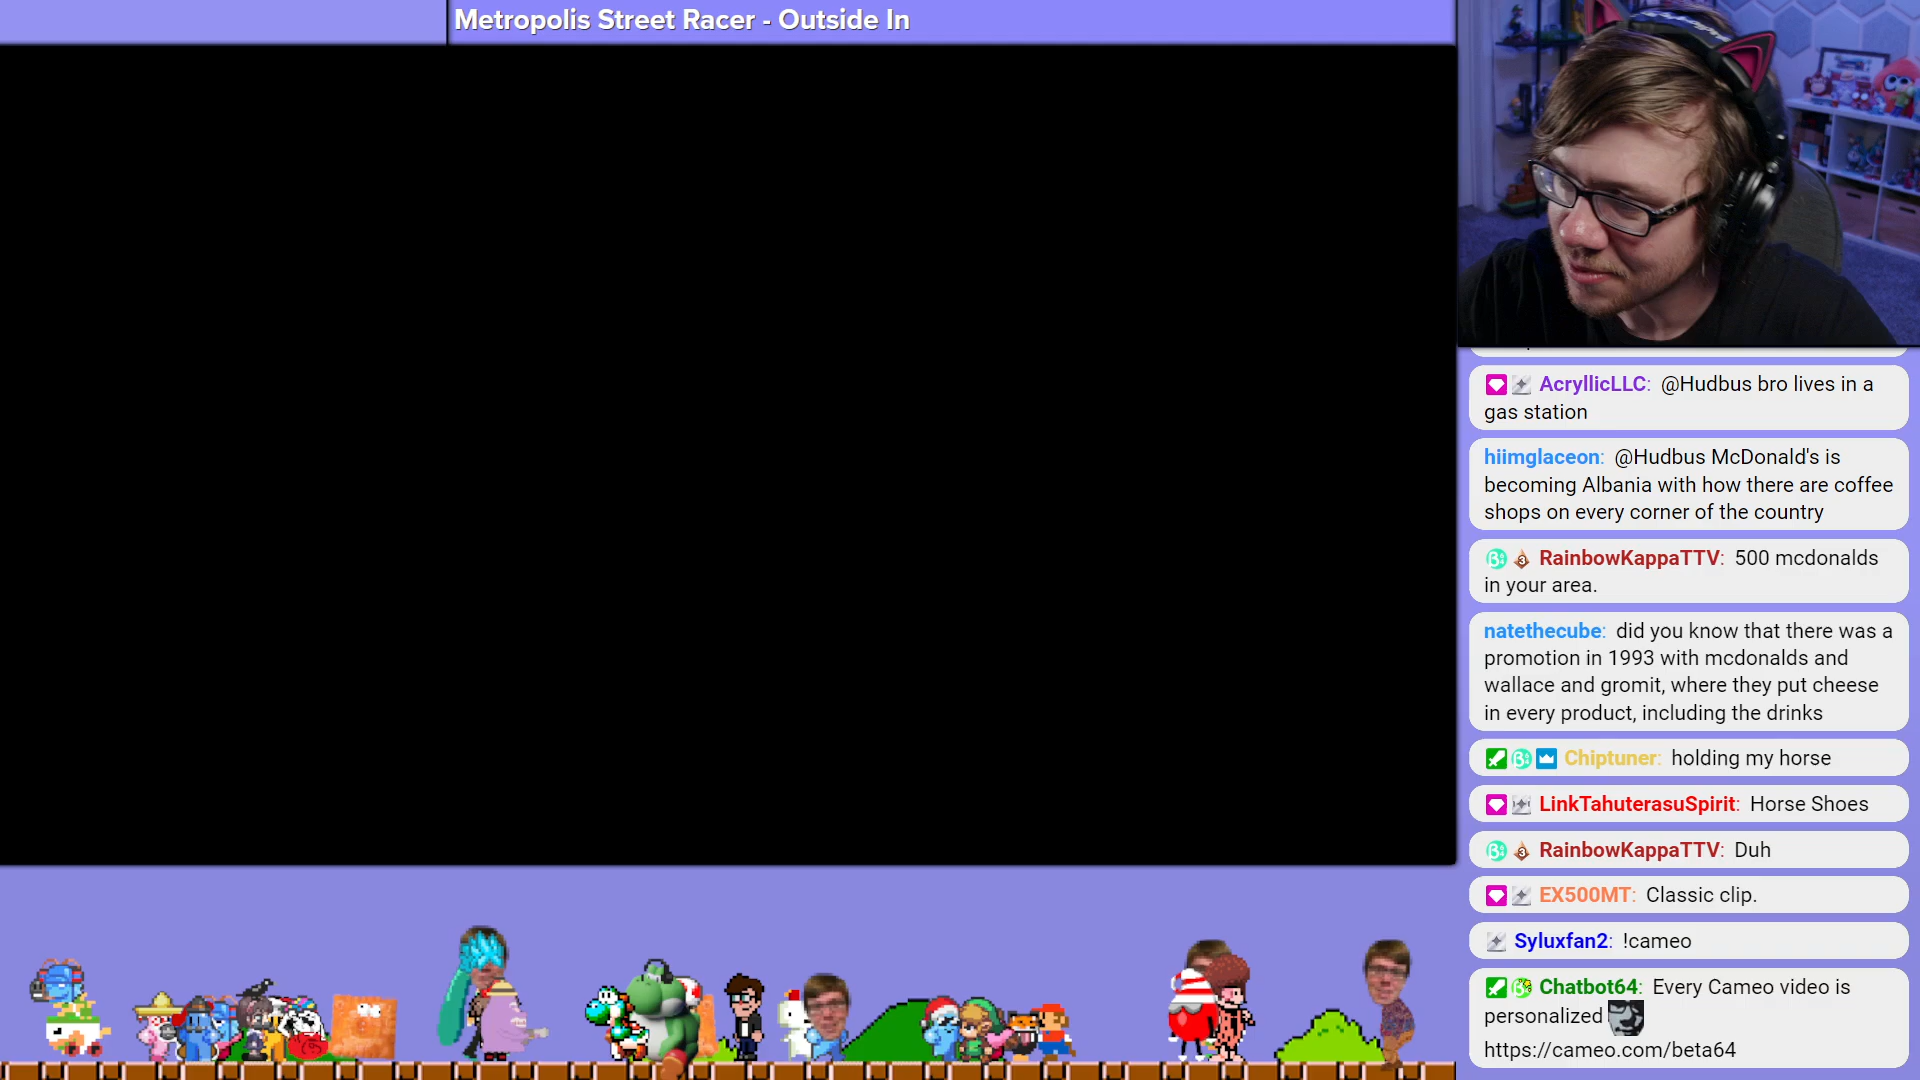 Metropolis Street Racer - Outside In
AcryllicLLC: @Hudbus bro lives in a
gas station
hiimglaceon: @Hudbus McDonald's is
becoming Albania with how there are coffee
shops on every corner of the country
RainbowKappaTTV: 500 mcdonalds
in your area.
natethecube: did you know that there was a
promotion in 1993 with mcdonalds and
wallace and gromit, where they put cheese
in every product, including the drinks
Chiptuner: holding my horse
LinkTahuterasuSpirit: Horse Shoes
RainbowKappaTTV: Duh
EX500MT: Classic clip.
Syluxfan2: !cameo
Chatbot64: Every Cameo video is
personalized
https://cameo.com/beta64